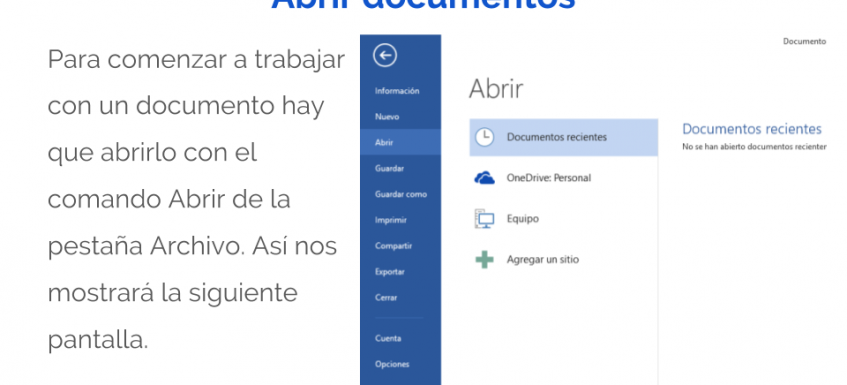 Abrir documentos
Para comenzar a trabajar
con un documento hay
que abrirlo con el
comando Abrir de la
pestaña Archivo. Así nos
mostrará la siguiente
pantalla.
Documento
Información
Nuevo
Abrir
Guardar
Guardar como
Imprimir
Compartir
Exportar
Cerrar
Cuenta
Opciones
Abrir
Documentos recientes
OneDrive: Personal
Equipo
Agregar un sitio
Documentos recientes
No se han abierto documentos recienter